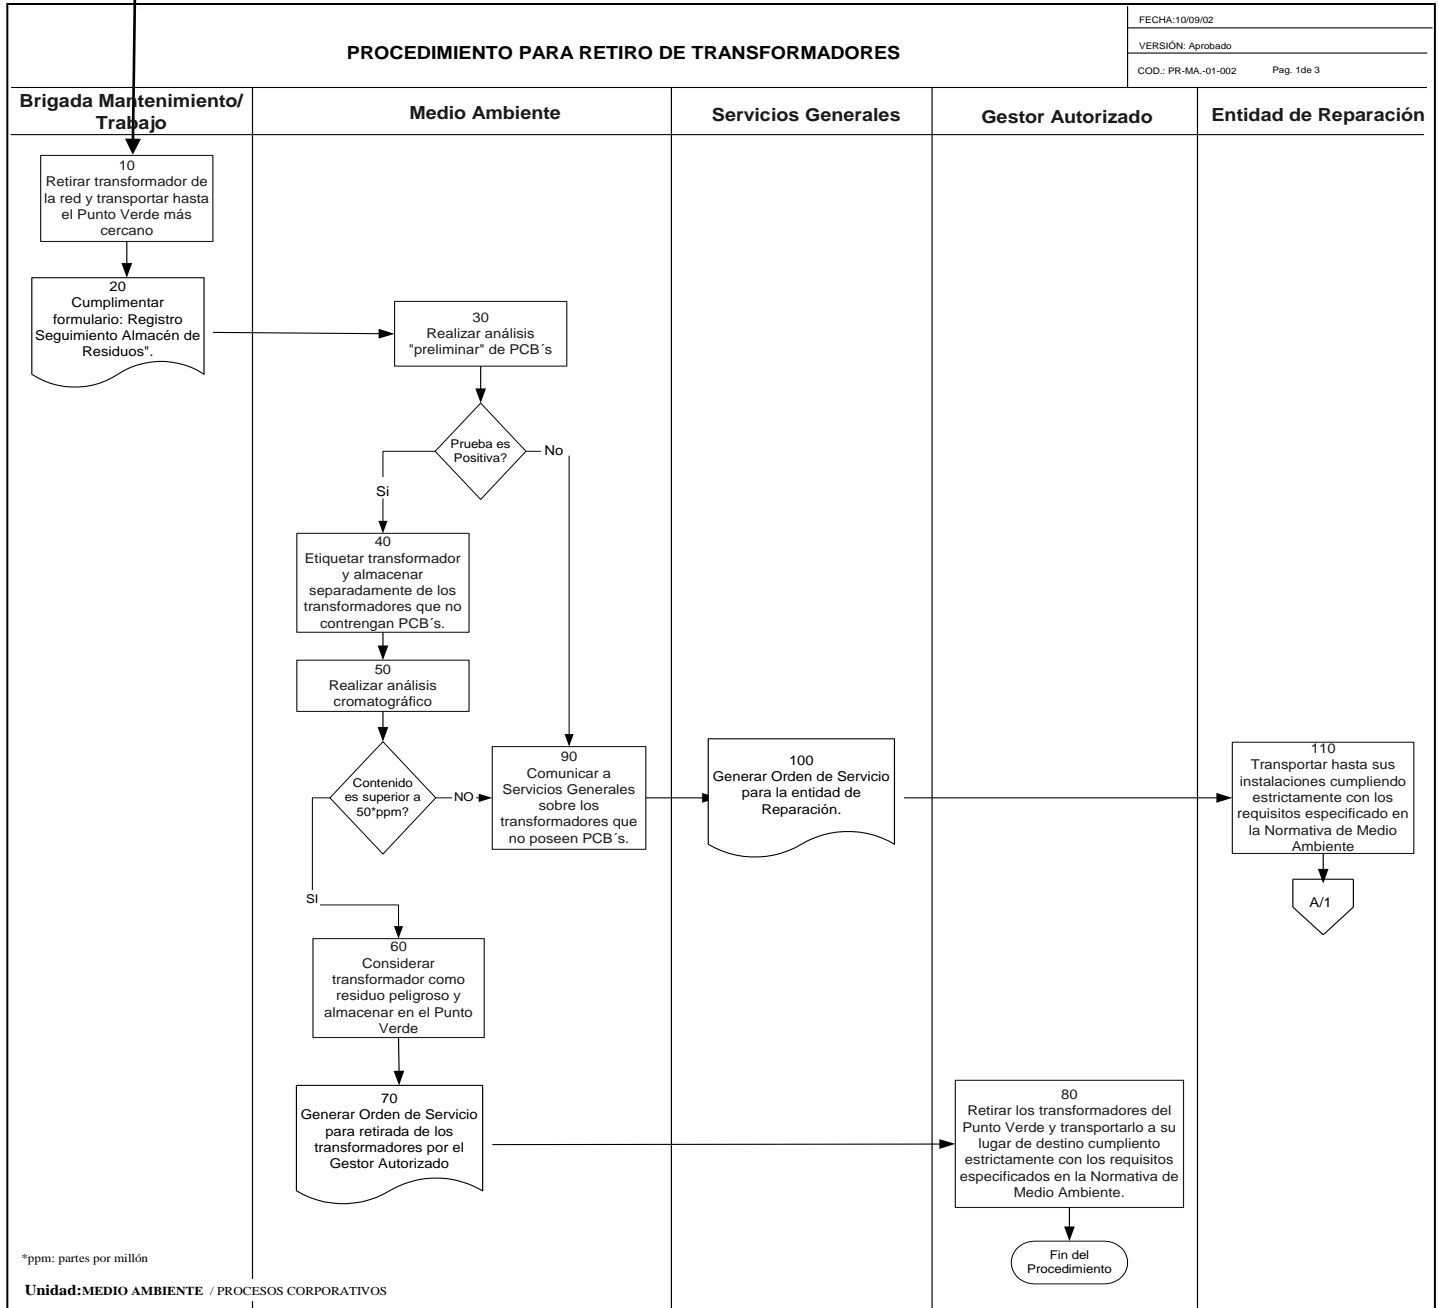 FECHA:10/09/02
PROCEDIMIENTO PARA RETIRO DE TRANSFORMADORES
VERSIÓN: Aprobado
COD.: PR-MA.-01-002 Pag. 1de 3
Brigada Mantenimiento/
Trabajo
Medio Ambiente
Servicios Generales
Gestor Autorizado
Entidad de Reparación
10
Retirar transformador de
la red y transportar hasta
el Punto Verde más
cercano
20
Cumplimentar
formulario: Registro
Seguimiento Almacén de
Residuos".
30
Realizar análisis
"preliminar" de PCB´s
Prueba es
Positiva?
No
Si
40
Etiquetar transformador
y almacenar
separadamente de los
transformadores que no
contrengan PCB´s.
50
Realizar análisis
cromatográfico
Contenido
es superior a
50*ppm?
NO
SI
90
Comunicar a
Servicios Generales
sobre los
transformadores que
no poseen PCB´s.
100
Generar Orden de Servicio
para la entidad de
Reparación.
110
Transportar hasta sus
instalaciones cumpliendo
estrictamente con los
requisitos especificado en
la Normativa de Medio
Ambiente
A/1
60
Considerar
transformador como
residuo peligroso y
almacenar en el Punto
Verde
70
Generar Orden de Servicio
para retirada de los
transformadores por el
Gestor Autorizado
80
Retirar los transformadores del
Punto Verde y transportarlo a su
lugar de destino cumpliento
estrictamente con los requisitos
especificados en la Normativa de
Medio Ambiente.
Fin del
Procedimiento
*ppm: partes por millón
Unidad:MEDIO AMBIENTE / PROCESOS CORPORATIVOS